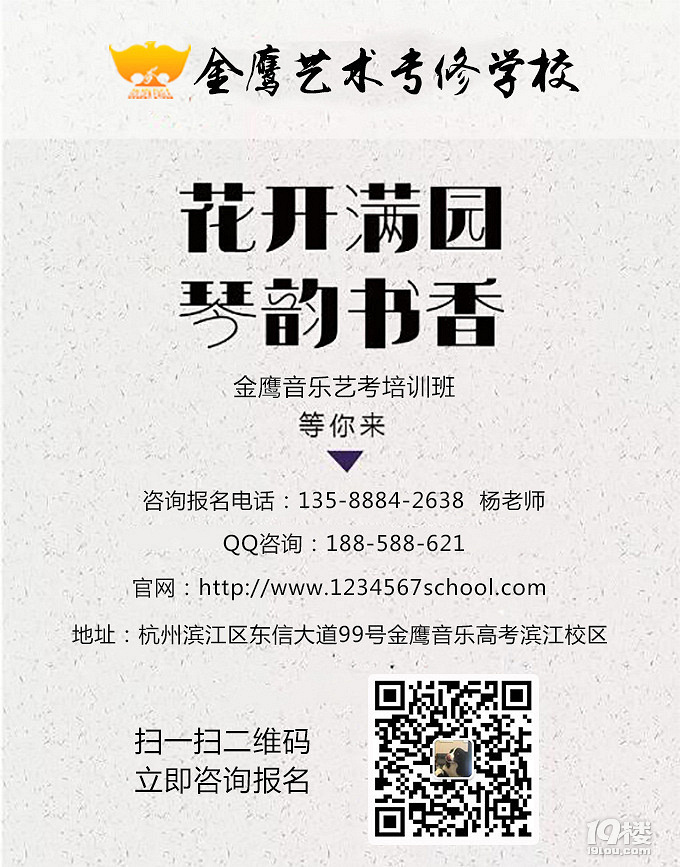 金鹰艺术专修学校
花开满园
琴韵书香
金鹰音乐艺考培训班
等你来
咨询报名电话：135-8884-2638 杨老师
QQ咨询：188-588-621
官网：http://www.1234567school.com
地址：杭州滨江区东信大道99号金鹰音乐高考滨江校区
扫一扫二维码
立即咨询报名
19楼
19lou.com